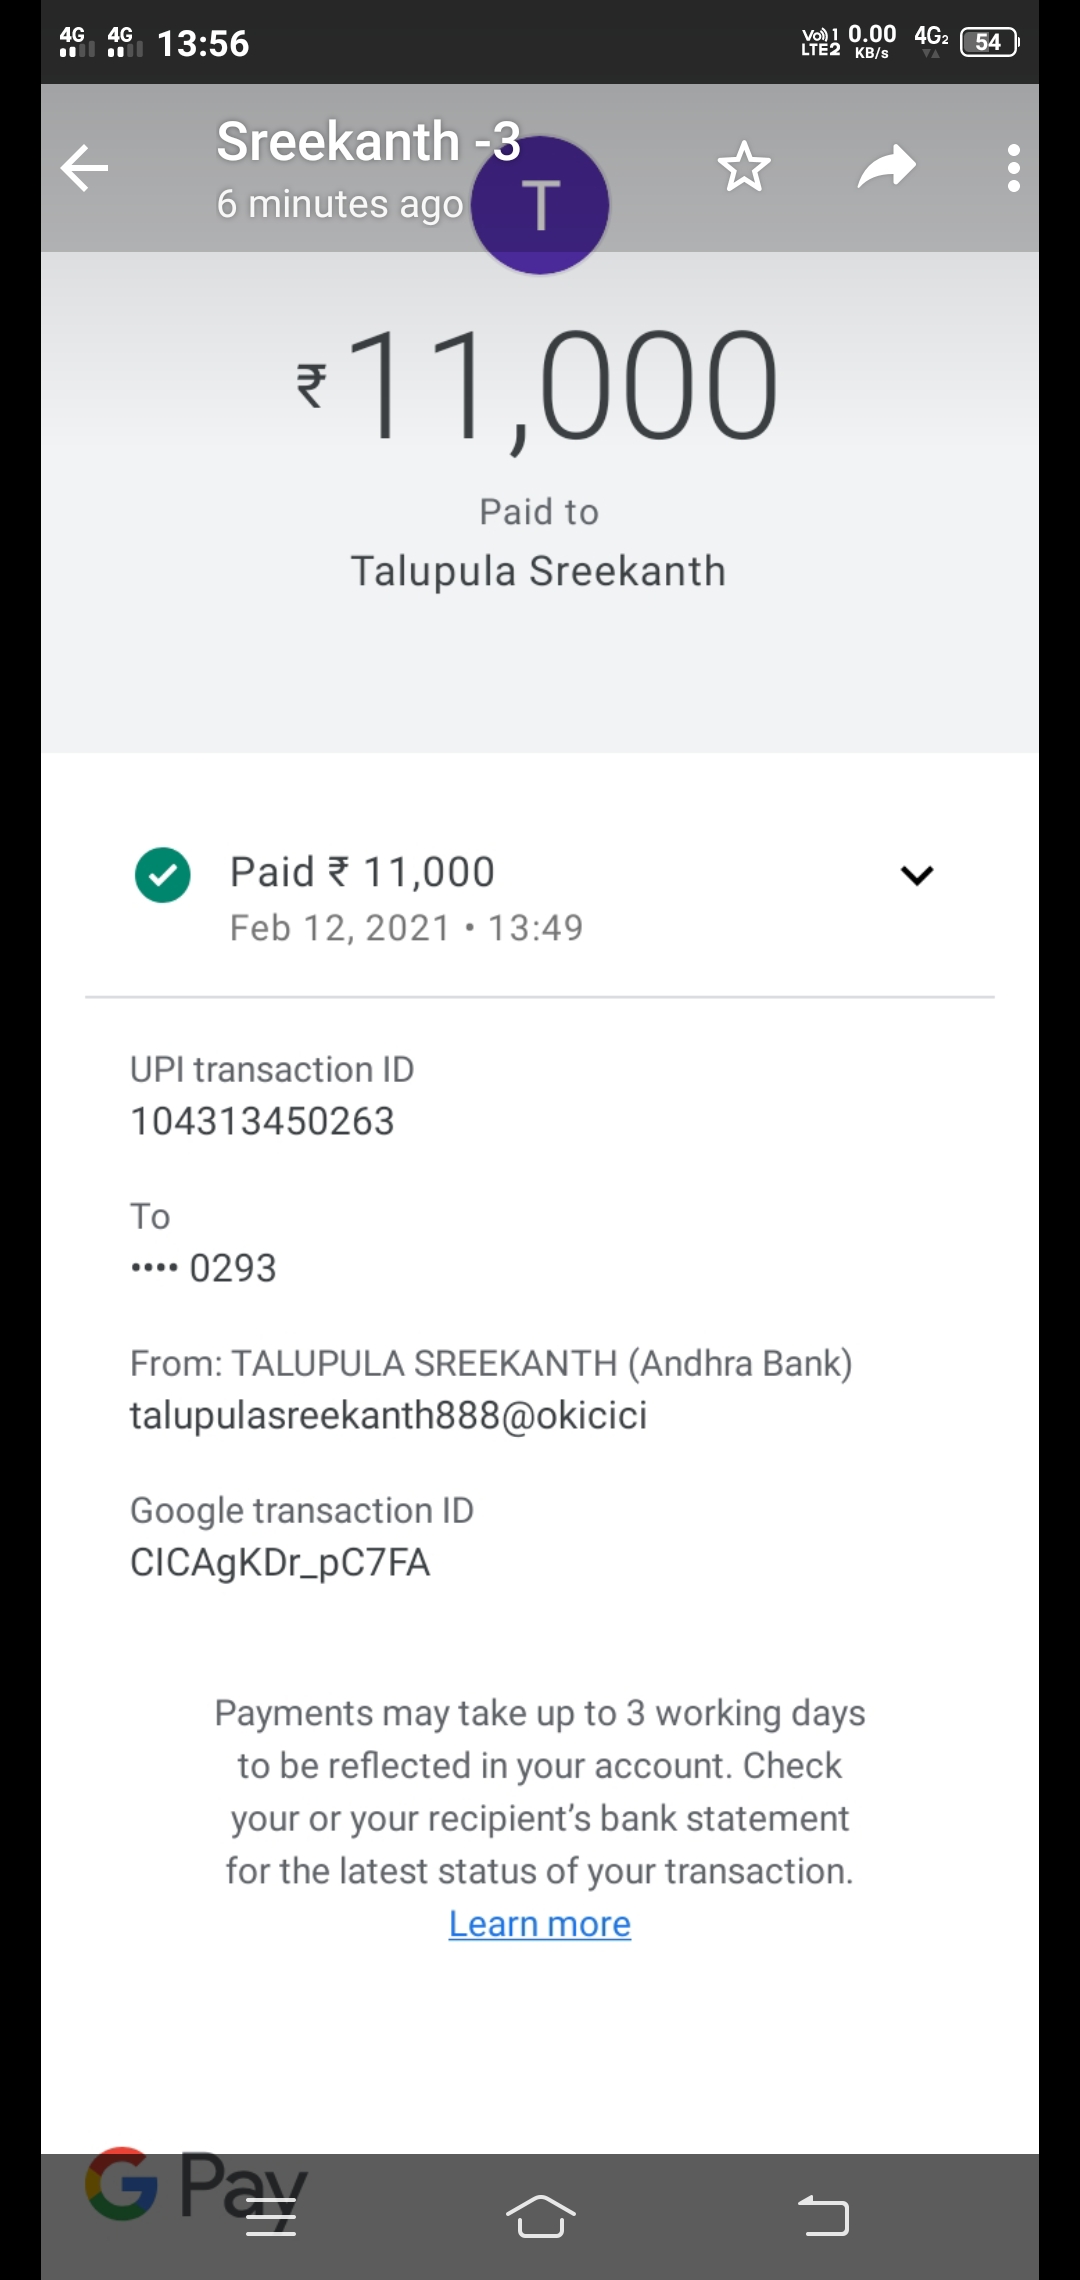 4G 4G 13:56
Vo) 1 0.00 4G2 54
LTE2 KB/s
Sreekanth -3
6 minutes ago
T
₹11,000
Paid to
Talupula Sreekanth
Paid ₹ 11,000
Feb 12, 2021 • 13:49
UPI transaction ID
104313450263
To
•••• 0293
From: TALUPULA SREEKANTH (Andhra Bank)
talupulasreekanth888@okicici
Google transaction ID
CICAgKDr_pC7FA
Payments may take up to 3 working days
to be reflected in your account. Check
your or your recipient’s bank statement
for the latest status of your transaction.
Learn more
G Pay